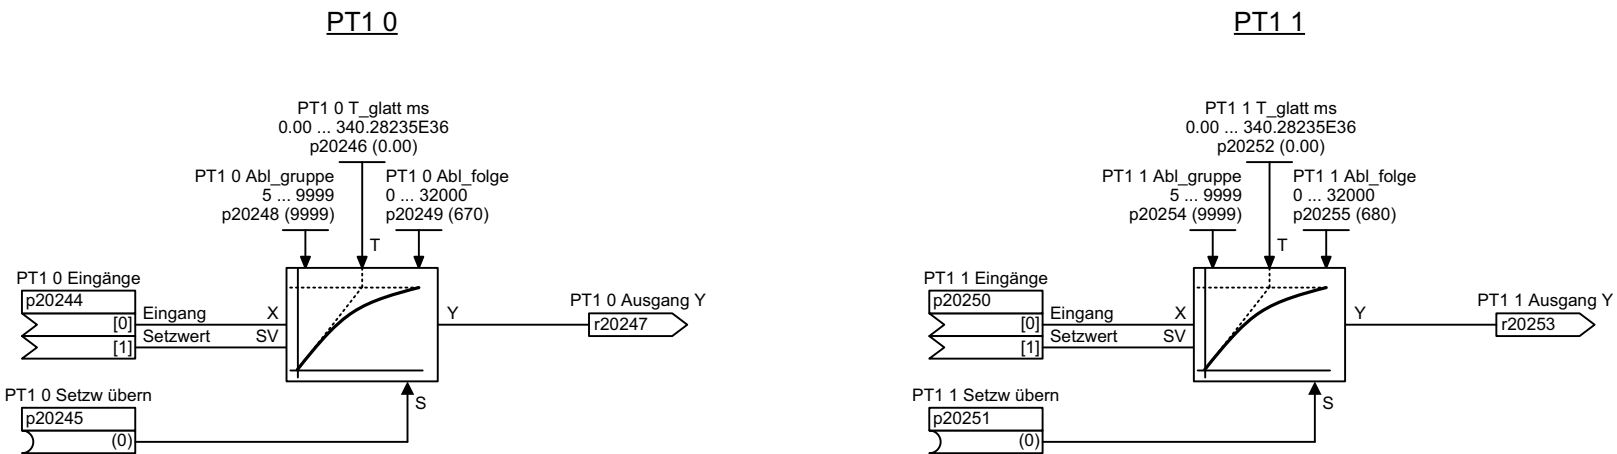 PT1 0
PT1 0 T_glatt ms
0.00 ... 340.28235E36
p20246 (0.00)
PT1 0 Abl_gruppe
5 ... 9999
p20248 (9999)
PT1 0 Abl_folge
0 ... 32000
p20249 (670)
T
PT1 0 Eingänge
p20244
[0]
Eingang
X
[1]
Setzwert
SV
Y
PT1 0 Ausgang Y
r20247
PT1 0 Setzw übern
p20245
(0)
S
PT1 1
PT1 1 T_glatt ms
0.00 ... 340.28235E36
p20252 (0.00)
PT1 1 Abl_gruppe
5 ... 9999
p20254 (9999)
PT1 1 Abl_folge
0 ... 32000
p20255 (680)
T
PT1 1 Eingänge
p20250
[0]
Eingang
X
[1]
Setzwert
SV
Y
PT1 1 Ausgang Y
r20253
PT1 1 Setzw übern
p20251
(0)
S